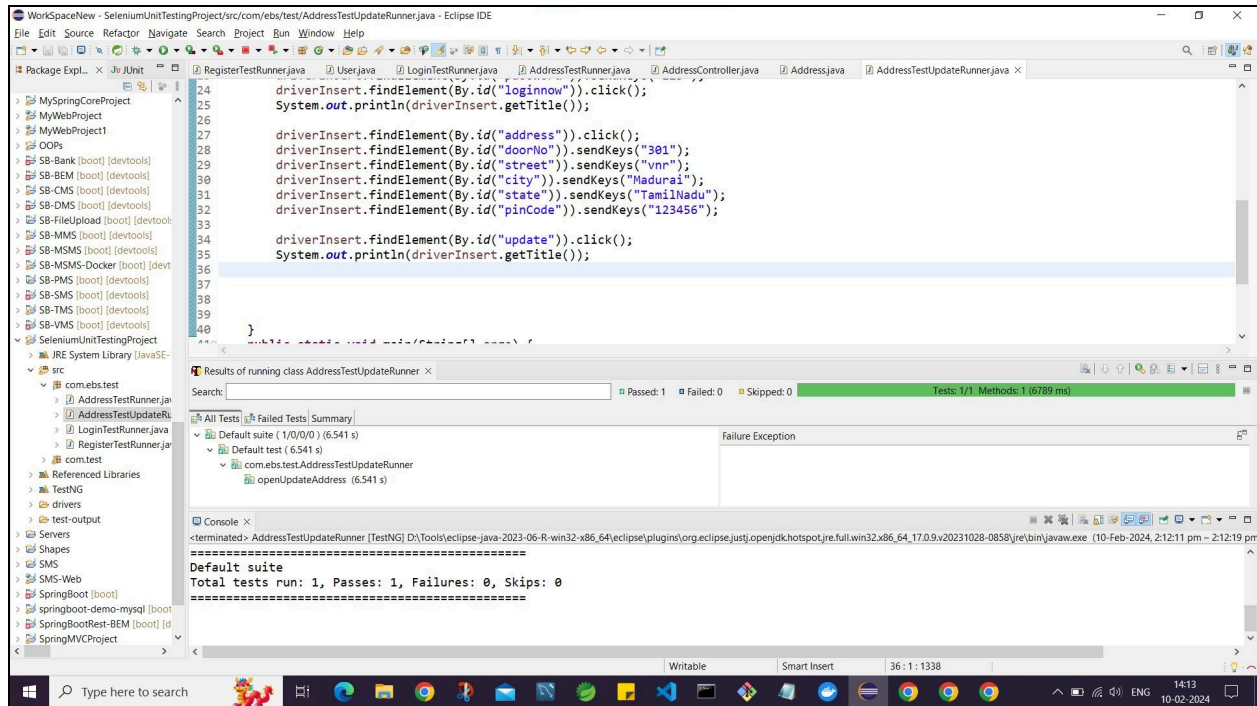 WorkSpaceNew - SeleniumUnitTestingProject/src/com/ebs/test/AddressTestUpdateRunner.java - Eclipse IDE
File Edit Source Refactor Navigate Search Project Run Window Help
Package Expl... JUnit
RegisterTestRunner.java User.java LoginTestRunner.java AddressTestRunner.java AddressController.java Address.java AddressTestUpdateRunner.java
MySpringCoreProject
MyWebProject
MyWebProject1
OOPs
SB-Bank [boot] [devtools]
SB-BEM [boot] [devtools]
SB-CMS [boot] [devtools]
SB-DMS [boot] [devtools]
SB-FileUpload [boot] [devtools
SB-MMS [boot] [devtools]
SB-MSMS [boot] [devtools]
SB-MSMS-Docker [boot] [devt
SB-PMS [boot] [devtools]
SB-SMS [boot] [devtools]
SB-TMS [boot] [devtools]
SB-VMS [boot] [devtools]
SeleniumUnitTestingProject
JRE System Library [JavaSE-
src
com.ebs.test
AddressTestRunner.jav
AddressTestUpdateRu
LoginTestRunner.java
RegisterTestRunner.jav
com.test
Referenced Libraries
TestNG
drivers
test-output
Servers
Shapes
SMS
SMS-Web
SpringBoot [boot]
springboot-demo-mysql [boot
SpringBootRest-BEM [boot] [d
SpringMVCProject
24 driverInsert.findElement(By.id("loginnow")).click();
25 System.out.println(driverInsert.getTitle());
26
27 driverInsert.findElement(By.id("address")).click();
28 driverInsert.findElement(By.id("doorNo")).sendKeys("301");
29 driverInsert.findElement(By.id("street")).sendKeys("vnr");
30 driverInsert.findElement(By.id("city")).sendKeys("Madurai");
31 driverInsert.findElement(By.id("state")).sendKeys("TamilNadu");
32 driverInsert.findElement(By.id("pinCode")).sendKeys("123456");
33
34 driverInsert.findElement(By.id("update")).click();
35 System.out.println(driverInsert.getTitle());
36
37
38
39
40 }
public static void main(String[] args) {
Results of running class AddressTestUpdateRunner
Search: Passed: 1 Failed: 0 Skipped: 0 Tests: 1/1 Methods: 1 (6789 ms)
All Tests Failed Tests Summary
Default suite ( 1/0/0/0 ) (6.541 s)
Default test ( 6.541 s)
com.ebs.test.AddressTestUpdateRunner
openUpdateAddress (6.541 s)
Failure Exception
Console
<terminated> AddressTestUpdateRunner [TestNG] D:\Tools\eclipse-java-2023-06-R-win32-x86_64\eclipse\plugins\org.eclipse.justj.openjdk.hotspot.jre.full.win32.x86_64_17.0.9.v20231028-0858\jre\bin\javaw.exe (10-Feb-2024, 2:12:11 pm – 2:12:19 pm
===============================================
Default suite
Total tests run: 1, Passes: 1, Failures: 0, Skips: 0
===============================================
Writable Smart Insert 36 : 1 : 1338
Type here to search
ENG
14:13
10-02-2024